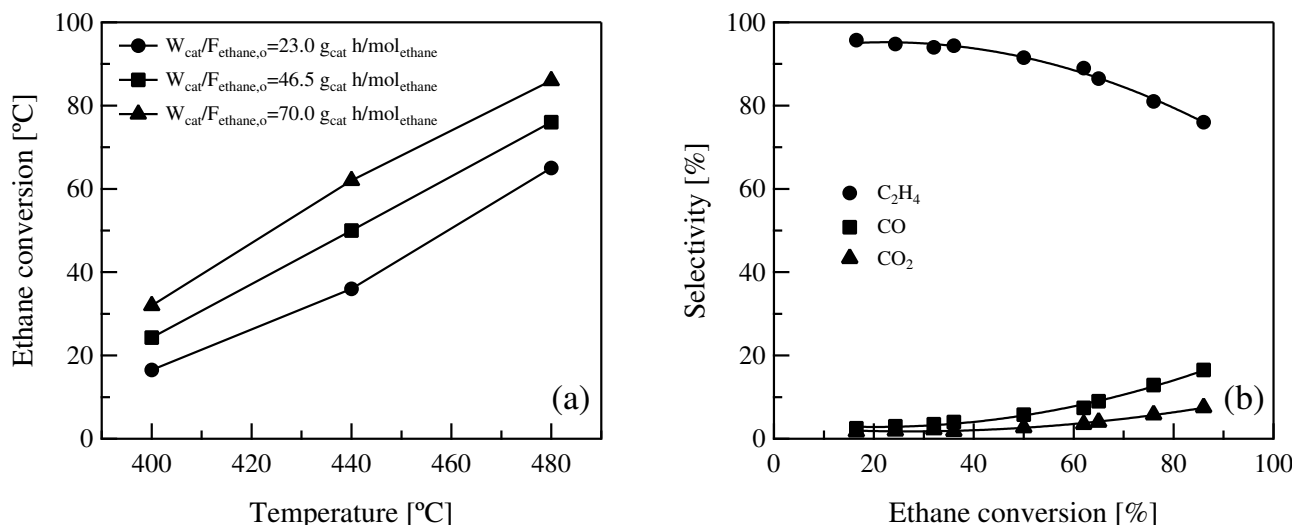 100
80
60
40
20
0
Ethane conversion [ºC]
W_cat/F_ethane,o=23.0 g_cat h/mol_ethane
W_cat/F_ethane,o=46.5 g_cat h/mol_ethane
W_cat/F_ethane,o=70.0 g_cat h/mol_ethane
(a)
400 420 440 460 480
Temperature [ºC]
100
80
60
40
20
0
Selectivity [%]
C₂H₄
CO
CO₂
(b)
0 20 40 60 80 100
Ethane conversion [%]